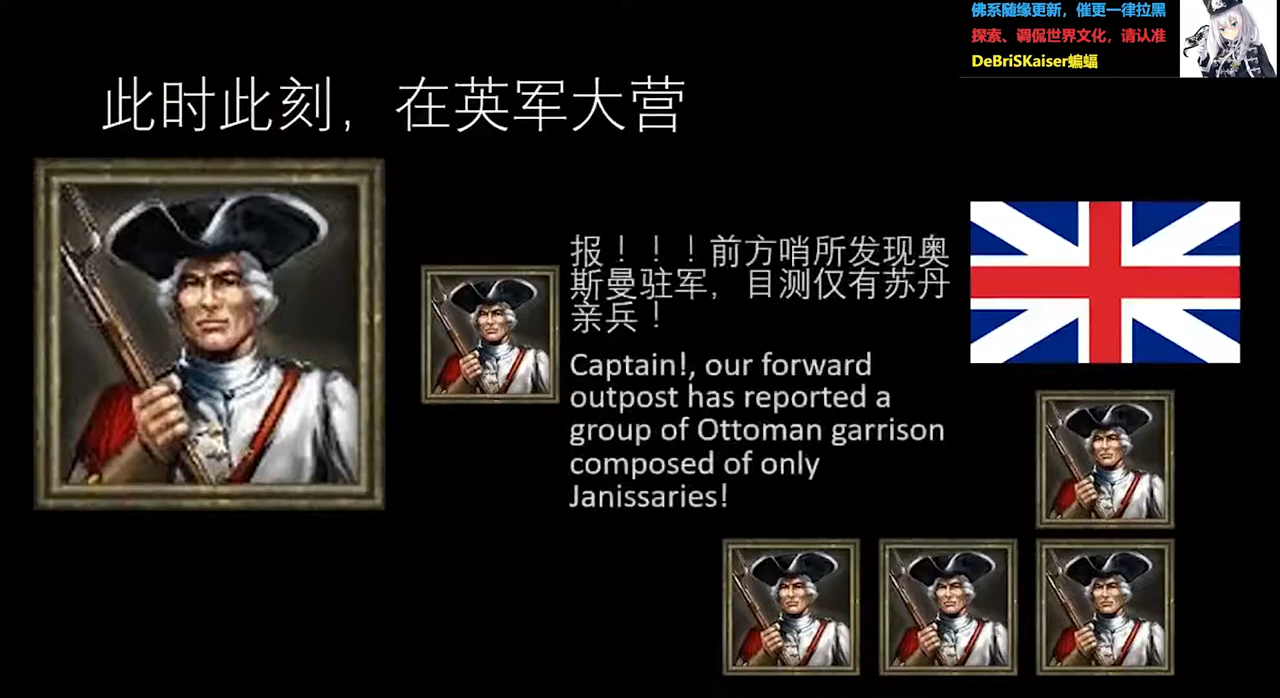 佛系随缘更新，催更一律拉黑
探索、调侃世界文化，请认准
DeBriSKaiser蝙蝠
此时此刻，在英军大营
报！！！前方哨所发现奥
斯曼驻军，目测仅有苏丹
亲兵！
Captain!, our forward
outpost has reported a
group of Ottoman garrison
composed of only
Janissaries!